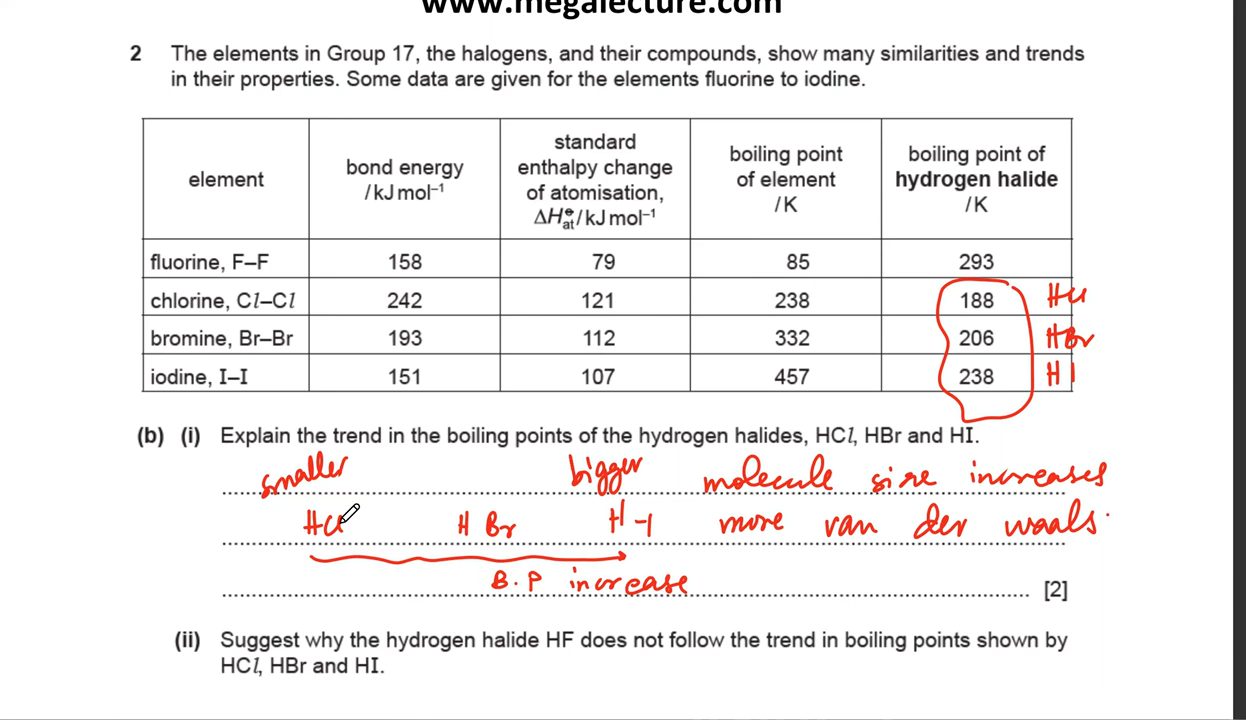 www.megalecture.com
2 The elements in Group 17, the halogens, and their compounds, show many similarities and trends
in their properties. Some data are given for the elements fluorine to iodine.
element
bond energy
/kJ mol⁻¹
standard
enthalpy change
of atomisation,
ΔH⦵at/kJ mol⁻¹
boiling point
of element
/K
boiling point of
hydrogen halide
/K
fluorine, F–F 158 79 85 293
chlorine, Cl–Cl 242 121 238 188 HCl
bromine, Br–Br 193 112 332 206 HBr
iodine, I–I 151 107 457 238 HI
(b) (i) Explain the trend in the boiling points of the hydrogen halides, HCl, HBr and HI.
smaller bigger molecule size increases
HCl H Br H-I more van der waals.
B.P increase
[2]
(ii) Suggest why the hydrogen halide HF does not follow the trend in boiling points shown by
HCl, HBr and HI.